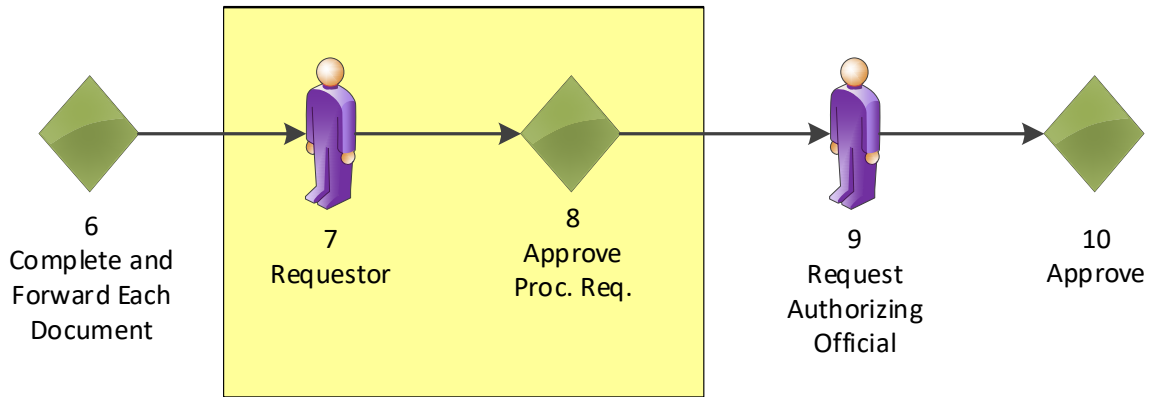 6
Complete and
Forward Each
Document
7
Requestor
8
Approve
Proc. Req.
9
Request
Authorizing
Official
10
Approve